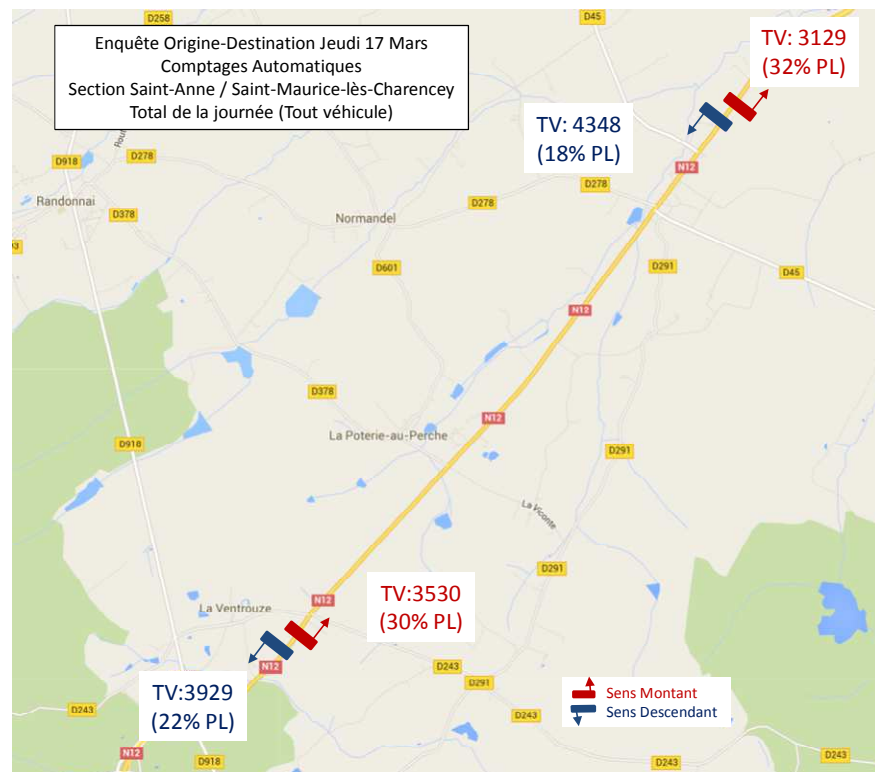 D258
D45
Enquête Origine-Destination Jeudi 17 Mars
Comptages Automatiques
Section Saint-Anne / Saint-Maurice-lès-Charencey
Total de la journée (Tout véhicule)
TV: 3129
(32% PL)
TV: 4348
(18% PL)
D918
D278
N12
D278
Randonnai
D378
Normandel
D278
D601
D291
D45
N12
D378
N12
La Poterie-au-Perche
D918
D291
La Viconte
D291
La Ventrouze
N12
TV:3530
(30% PL)
N12
D243
D291
TV:3929
(22% PL)
D243
D243
Sens Montant
Sens Descendant
N12
D918
D243
D243